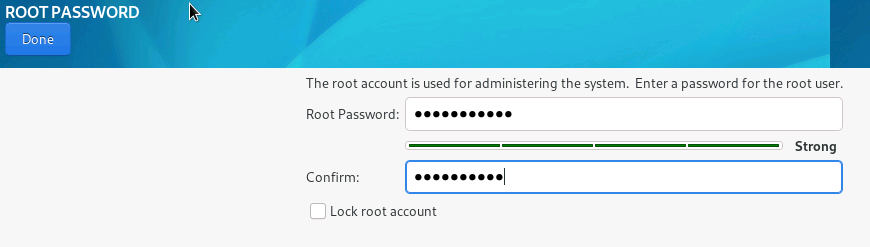 ROOT PASSWORD
Done
The root account is used for administering the system.  Enter a password for the root user.
Root Password: ●●●●●●●●●●●
Strong
Confirm: ●●●●●●●●●●
Lock root account